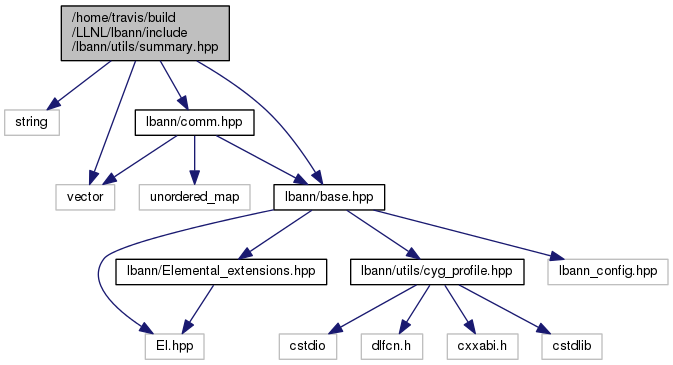 /home/travis/build
/LLNL/lbann/include
/lbann/utils/summary.hpp
string
lbann/comm.hpp
vector
unordered_map
lbann/base.hpp
lbann/Elemental_extensions.hpp
lbann/utils/cyg_profile.hpp
lbann_config.hpp
El.hpp
cstdio
dlfcn.h
cxxabi.h
cstdlib